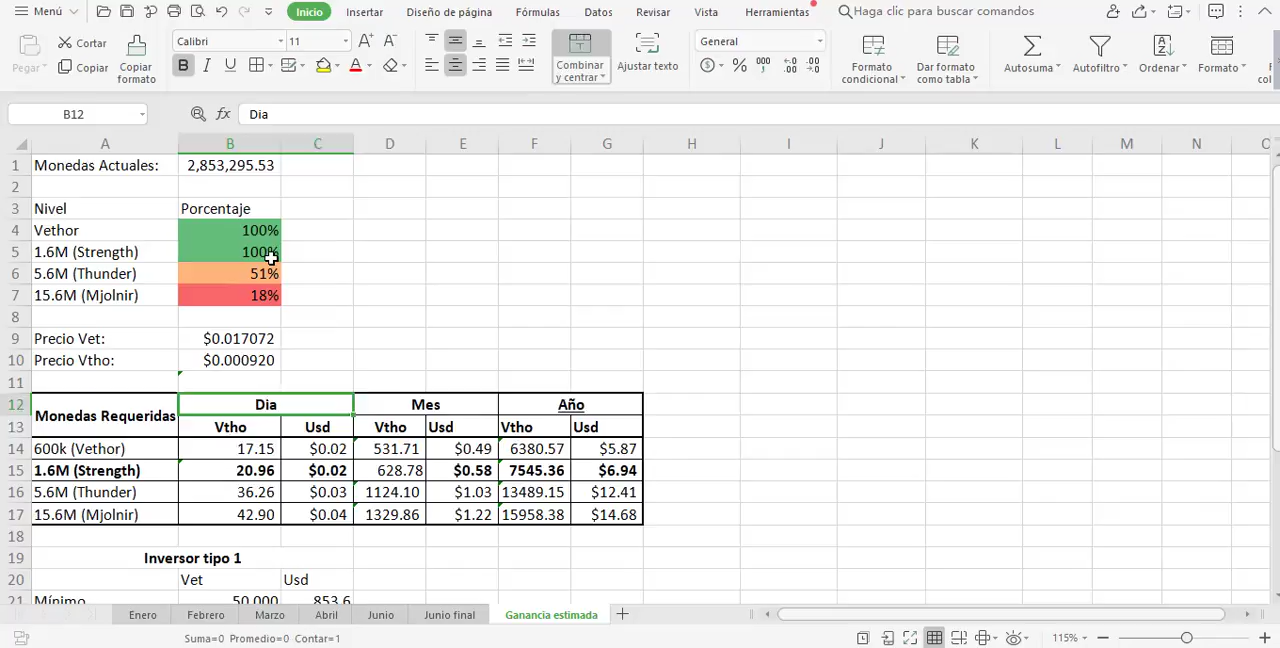 Menú Inicio Insertar Diseño de página Fórmulas Datos Revisar Vista Herramientas Haga clic para buscar comandos
Pegar Cortar Copiar Copiar formato Calibri 11 Combinar y centrar Ajustar texto General Formato condicional Dar formato como tabla Autosuma Autofiltro Ordenar Formato
B12 fx Dia
A B C D E F G H I J K L M N
1 Monedas Actuales: 2,853,295.53
2
3 Nivel Porcentaje
4 Vethor 100%
5 1.6M (Strength) 100%
6 5.6M (Thunder) 51%
7 15.6M (Mjolnir) 18%
8
9 Precio Vet: $0.017072
10 Precio Vtho: $0.000920
11
12 Monedas Requeridas Dia Mes Año
13 Vtho Usd Vtho Usd Vtho Usd
14 600k (Vethor) 17.15 $0.02 531.71 $0.49 6380.57 $5.87
15 1.6M (Strength) 20.96 $0.02 628.78 $0.58 7545.36 $6.94
16 5.6M (Thunder) 36.26 $0.03 1124.10 $1.03 13489.15 $12.41
17 15.6M (Mjolnir) 42.90 $0.04 1329.86 $1.22 15958.38 $14.68
18
19 Inversor tipo 1
20 Vet Usd
21 Mínimo 50,000 853.6
Enero Febrero Marzo Abril Junio Junio final Ganancia estimada
Suma=0 Promedio=0 Contar=1 115%